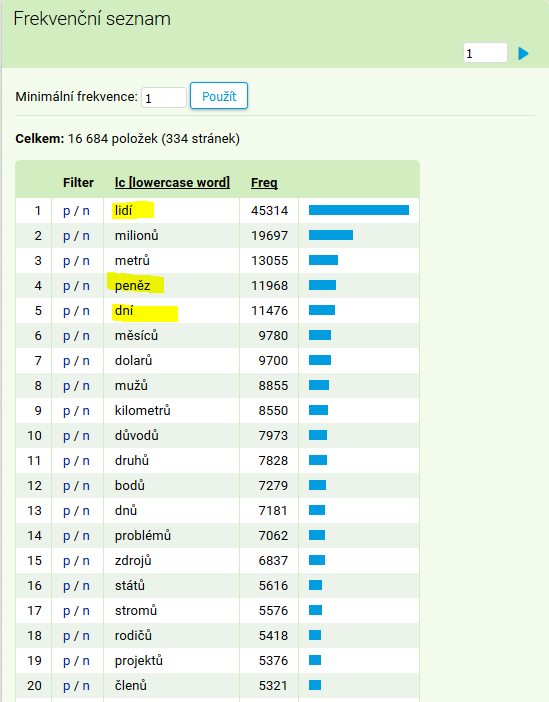 Frekvenční seznam
1
Minimální frekvence: 1 Použít
Celkem: 16 684 položek (334 stránek)
Filter lc [lowercase word] Freq
1 p / n lidí 45314
2 p / n milionů 19697
3 p / n metrů 13055
4 p / n peněz 11968
5 p / n dní 11476
6 p / n měsíců 9780
7 p / n dolarů 9700
8 p / n mužů 8855
9 p / n kilometrů 8550
10 p / n důvodů 7973
11 p / n druhů 7828
12 p / n bodů 7279
13 p / n dnů 7181
14 p / n problémů 7062
15 p / n zdrojů 6837
16 p / n států 5616
17 p / n stromů 5576
18 p / n rodičů 5418
19 p / n projektů 5376
20 p / n členů 5321